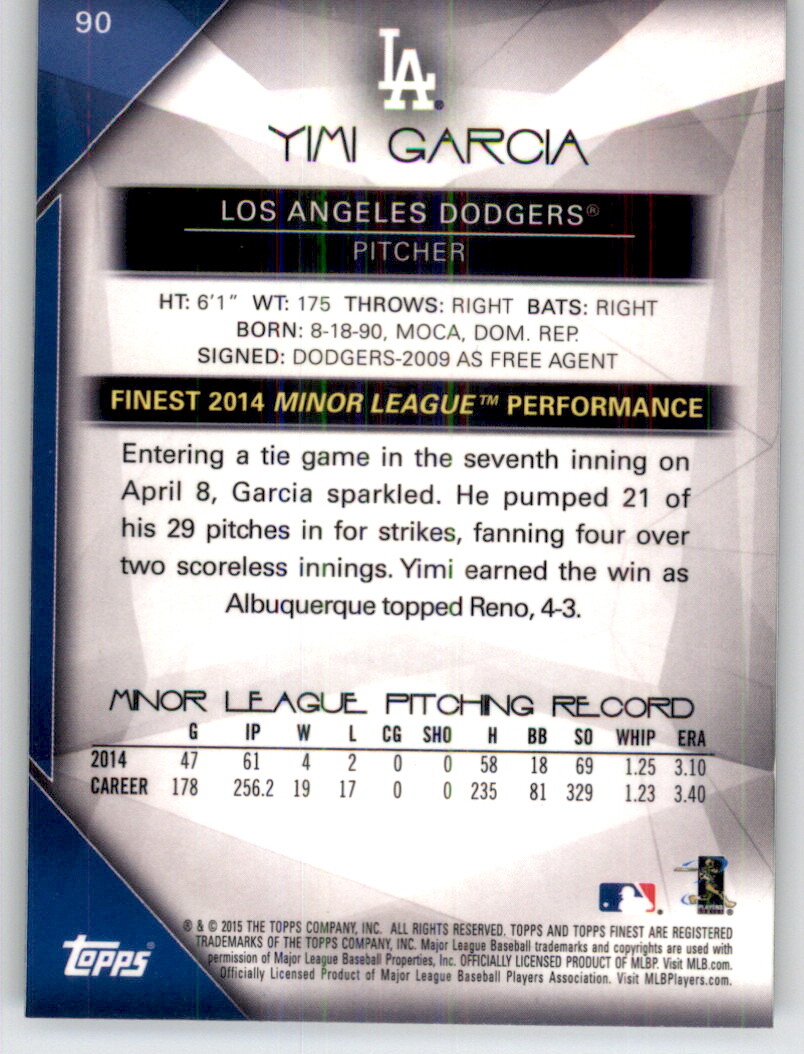 90
LA
YIMI GARCIA
LOS ANGELES DODGERS®
PITCHER
HT: 6'1" WT: 175 THROWS: RIGHT BATS: RIGHT
BORN: 8-18-90, MOCA, DOM. REP.
SIGNED: DODGERS-2009 AS FREE AGENT
FINEST 2014 MINOR LEAGUE™ PERFORMANCE
Entering a tie game in the seventh inning on
April 8, Garcia sparkled. He pumped 21 of
his 29 pitches in for strikes, fanning four over
two scoreless innings. Yimi earned the win as
Albuquerque topped Reno, 4-3.
MINOR LEAGUE PITCHING RECORD
G IP W L CG SHO H BB SO WHIP ERA
2014 47 61 4 2 0 0 58 18 69 1.25 3.10
CAREER 178 256.2 19 17 0 0 235 81 329 1.23 3.40
PLAYERS
® & © 2015 THE TOPPS COMPANY, INC. ALL RIGHTS RESERVED. TOPPS AND TOPPS FINEST ARE REGISTERED
TRADEMARKS OF THE TOPPS COMPANY, INC. Major League Baseball trademarks and copyrights are used with
permission of Major League Baseball Properties, Inc. OFFICIALLY LICENSED PRODUCT OF MLBP. Visit MLB.com.
Officially Licensed Product of Major League Baseball Players Association. Visit MLBPlayers.com.
topps®